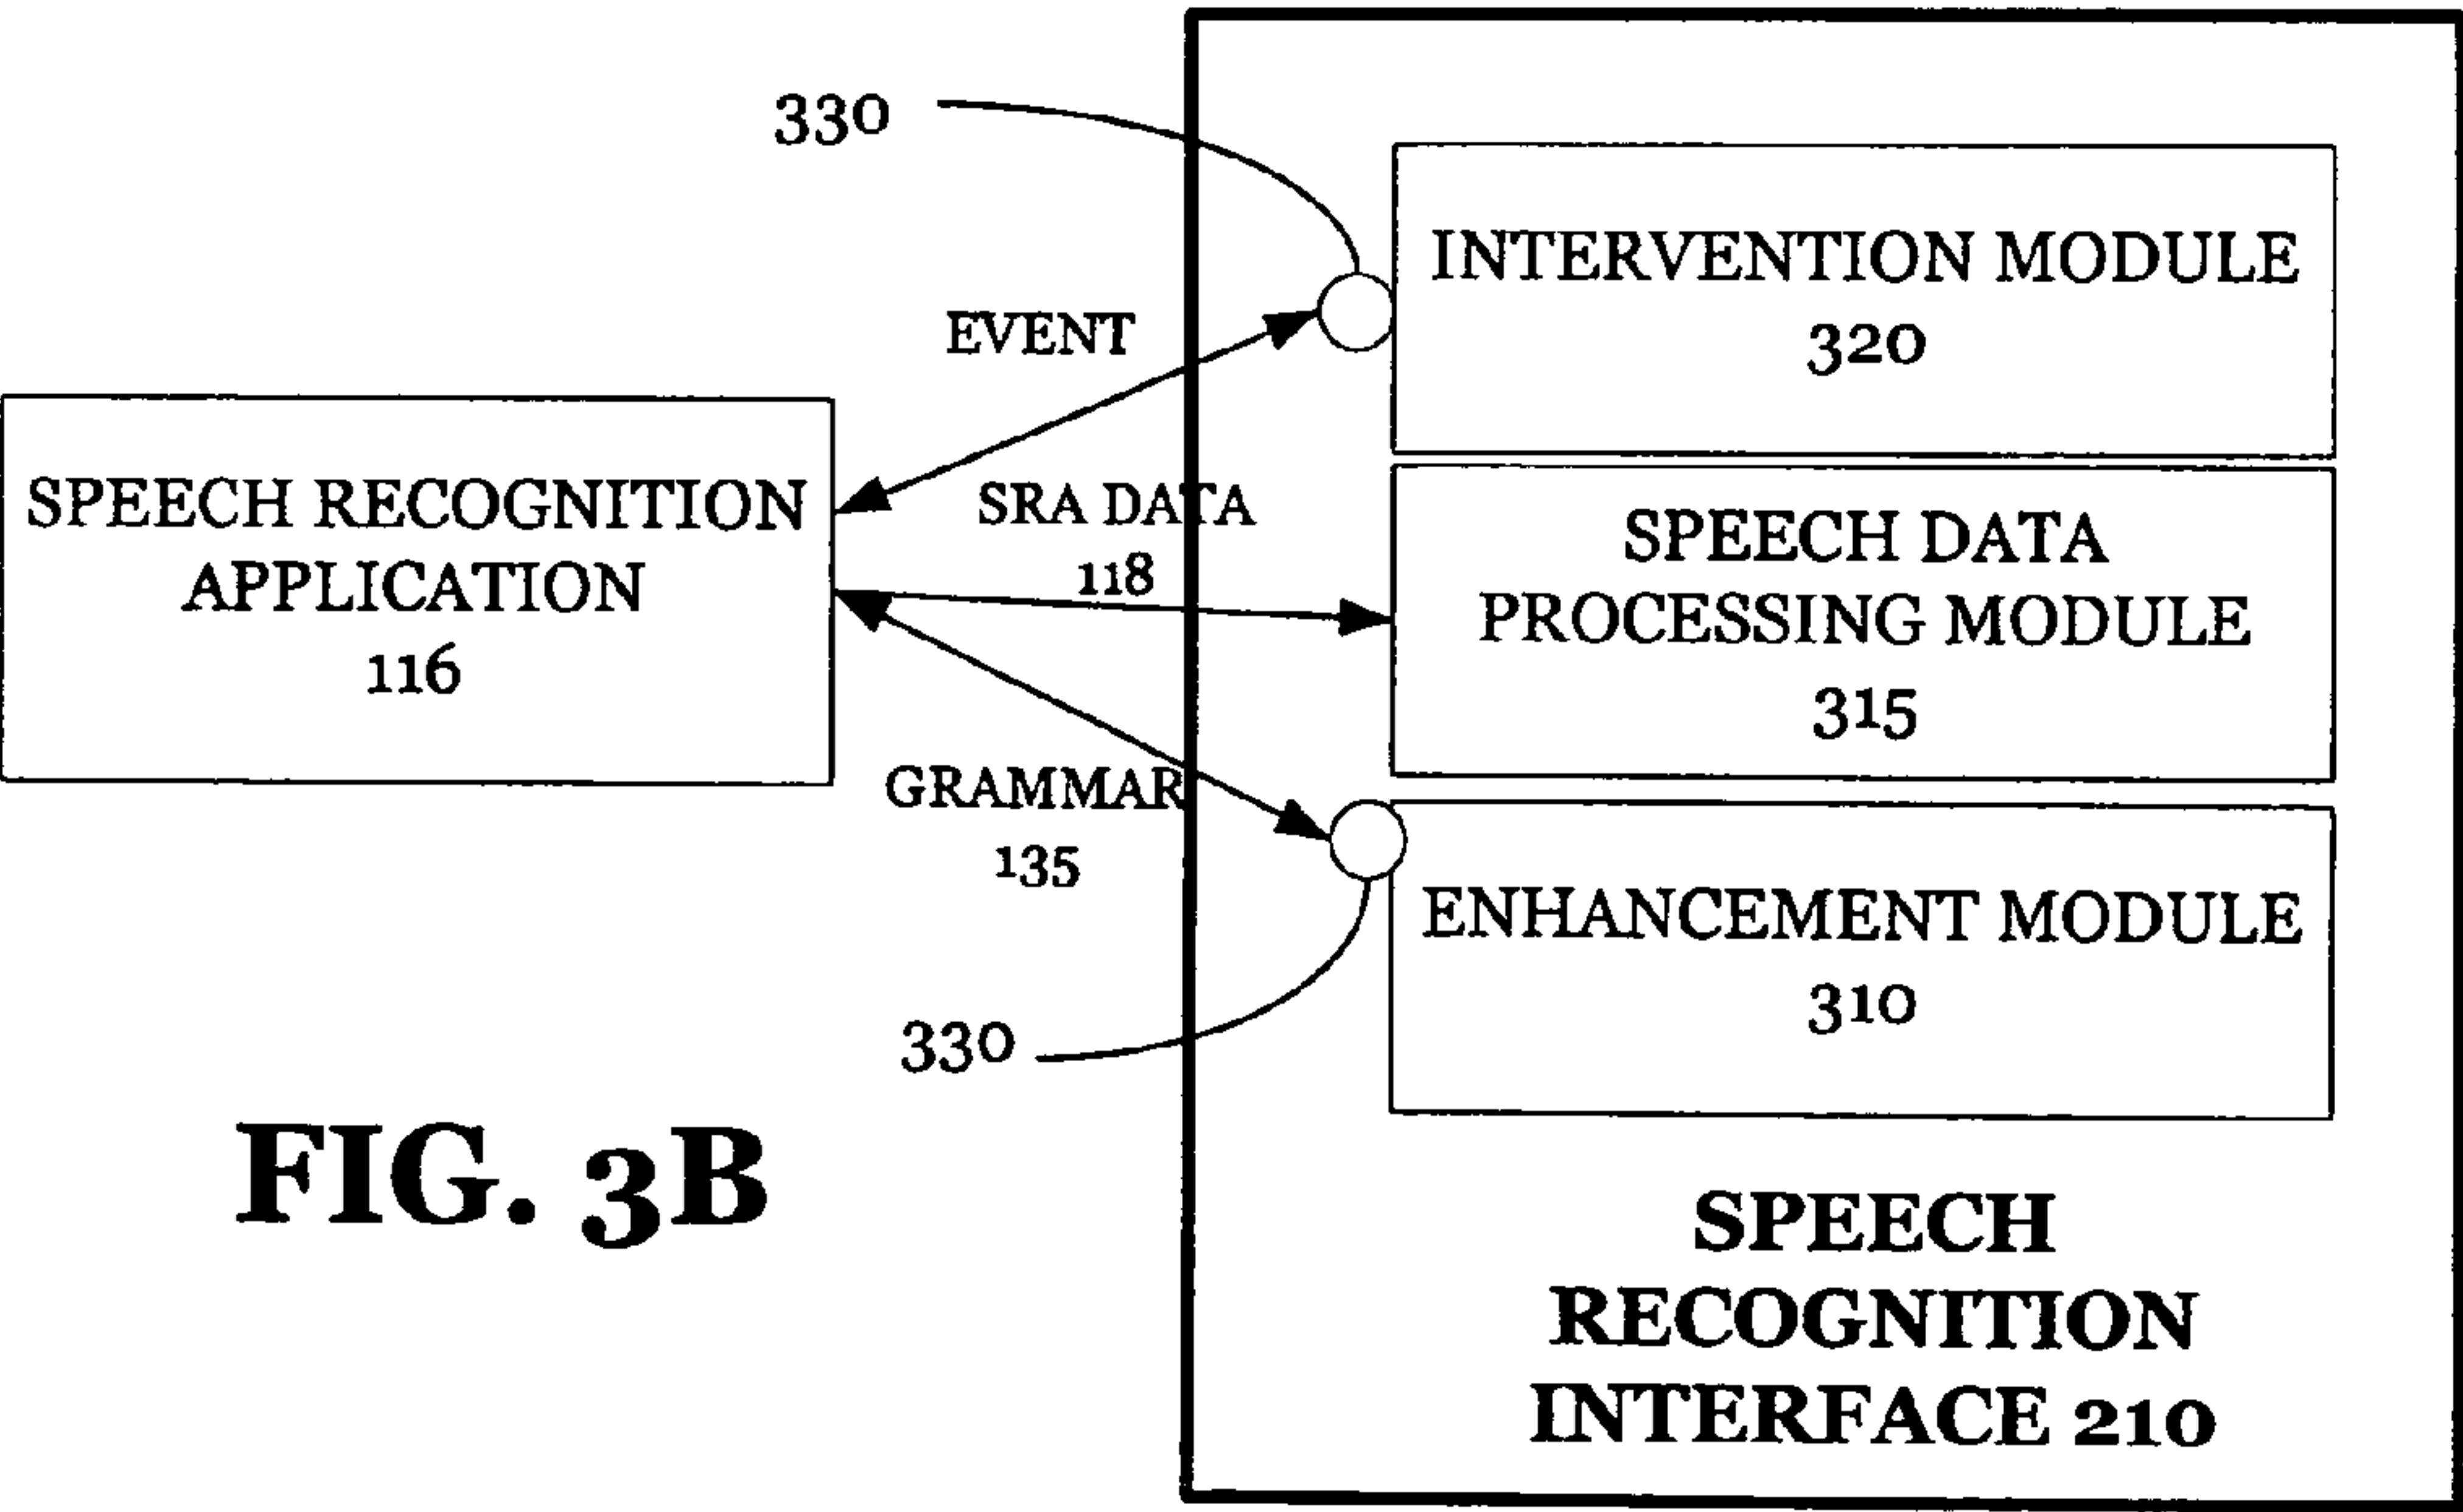 330
INTERVENTION MODULE
320
EVENT
SPEECH RECOGNITION
APPLICATION
116
SRA DATA
118
SPEECH DATA
PROCESSING MODULE
315
GRAMMAR
135
ENHANCEMENT MODULE
310
330
FIG. 3B
SPEECH
RECOGNITION
INTERFACE 210